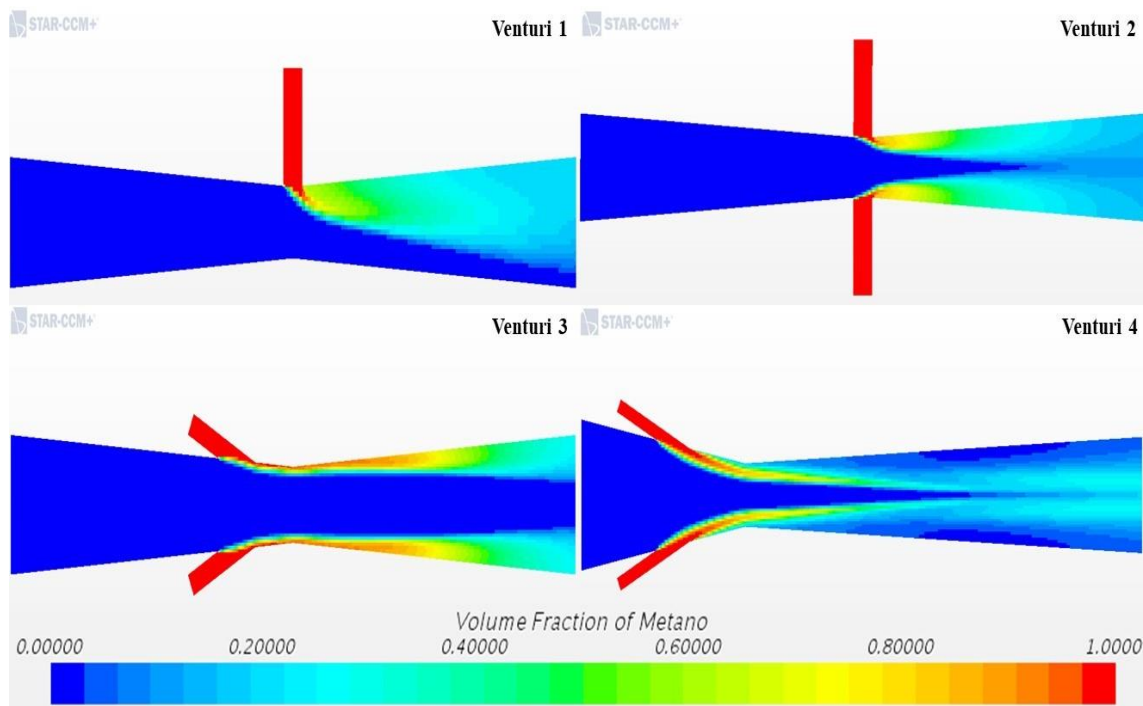 STAR-CCM+
Venturi 1
STAR-CCM+
Venturi 2
STAR-CCM+
Venturi 3
STAR-CCM+
Venturi 4
Volume Fraction of Metano
0.00000 0.20000 0.40000 0.60000 0.80000 1.0000